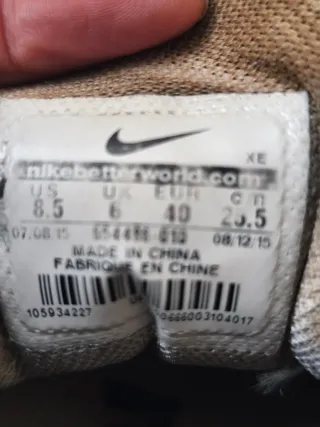 XE
nikebetterworld.com
US UK EUR cm
8.5 6 40 25.5
07.08.15 08/12/15
MADE IN CHINA
FABRIQUE EN CHINE
105934227